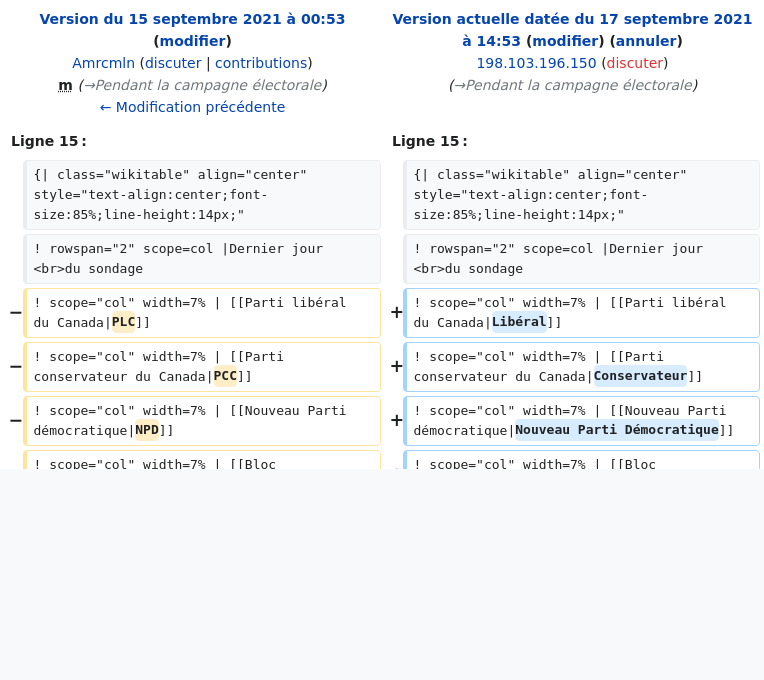 Version du 15 septembre 2021 à 00:53
(modifier)
Amrcmln (discuter | contributions)
m (→Pendant la campagne électorale)
← Modification précédente
Version actuelle datée du 17 septembre 2021
à 14:53 (modifier) (annuler)
198.103.196.150 (discuter)
(→Pendant la campagne électorale)
Ligne 15 :
Ligne 15 :
{| class="wikitable" align="center"
style="text-align:center;font-
size:85%;line-height:14px;"
{| class="wikitable" align="center"
style="text-align:center;font-
size:85%;line-height:14px;"
! rowspan="2" scope=col |Dernier jour
<br>du sondage
! rowspan="2" scope=col |Dernier jour
<br>du sondage
− ! scope="col" width=7% | [[Parti libéral
du Canada|PLC]]
+ ! scope="col" width=7% | [[Parti libéral
du Canada|Libéral]]
− ! scope="col" width=7% | [[Parti
conservateur du Canada|PCC]]
+ ! scope="col" width=7% | [[Parti
conservateur du Canada|Conservateur]]
− ! scope="col" width=7% | [[Nouveau Parti
démocratique|NPD]]
+ ! scope="col" width=7% | [[Nouveau Parti
démocratique|Nouveau Parti Démocratique]]
! scope="col" width=7% | [[Bloc
! scope="col" width=7% | [[Bloc